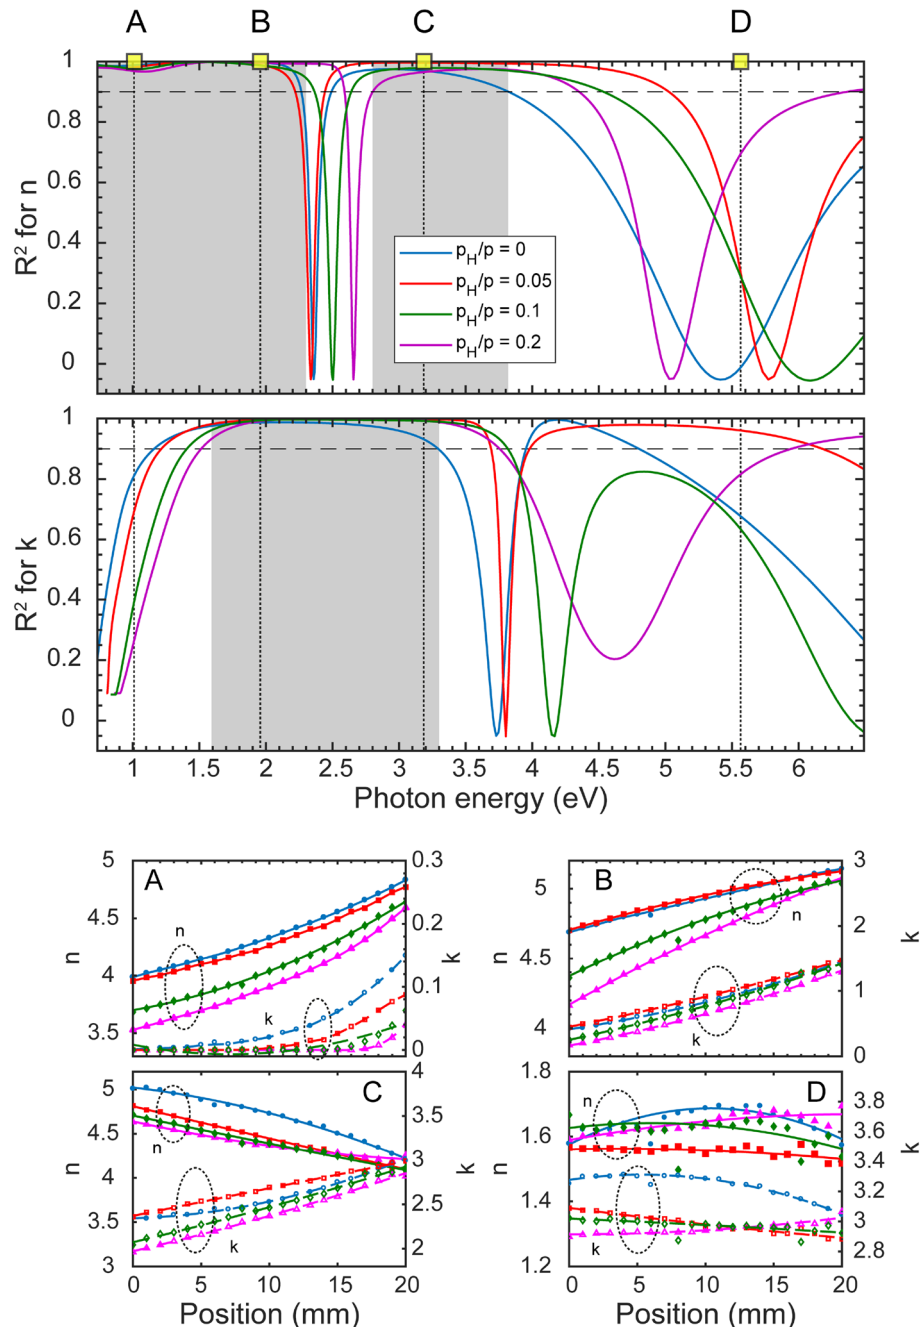 A B C D
1
0.8
0.6
0.4
0.2
0
R² for n
p_H/p = 0
p_H/p = 0.05
p_H/p = 0.1
p_H/p = 0.2
1
0.8
0.6
0.4
0.2
0
R² for k
1 1.5 2 2.5 3 3.5 4 4.5 5 5.5 6
Photon energy (eV)
A
5
4.5
4
3.5
n
0.3
0.2
0.1
0
k
n
k
B
5
4.5
4
n
3
2
1
0
k
n
k
C
5
4.5
4
3.5
3
n
4
3.5
3
2.5
2
k
n
k
0 5 10 15 20
Position (mm)
D
1.8
1.6
1.4
1.2
n
3.8
3.6
3.4
3.2
3
2.8
k
n
k
0 5 10 15 20
Position (mm)